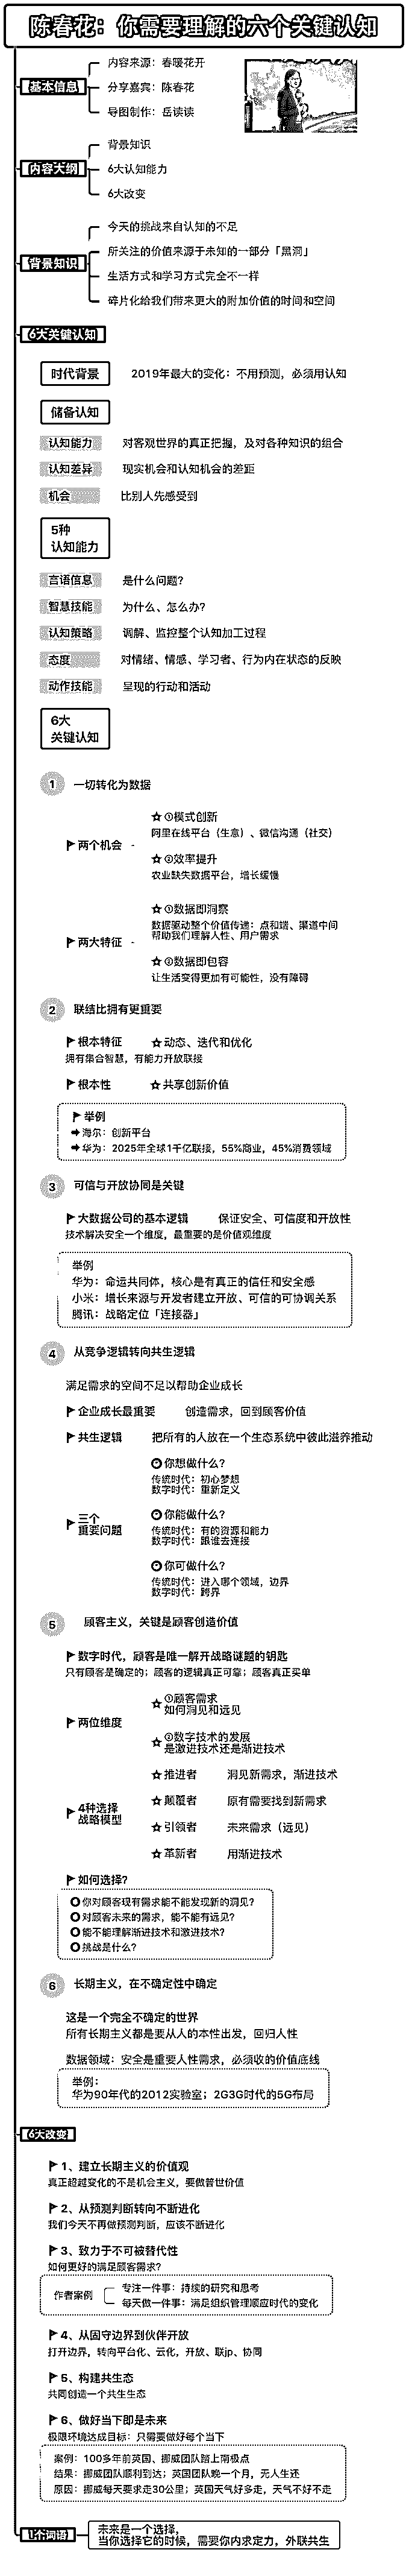 陈春花：你需要理解的六个关键认知
基本信息
内容来源：春暖花开
分享嘉宾：陈春花
导图制作：岳读读
内容大纲
背景知识
6大认知能力
6大改变
背景知识
今天的挑战来自认知的不足
所关注的价值来源于未知的一部分「黑洞」
生活方式和学习方式完全不一样
碎片化给我们带来更大的附加价值的时间和空间
6大关键认知
时代背景
2019年最大的变化：不用预测，必须用认知
储备认知
认知能力 对客观世界的真正把握，及对各种知识的组合
认知差异 现实机会和认知机会的差距
机会 比别人先感受到
5种
认知能力
言语信息 是什么问题？
智慧技能 为什么、怎么办？
认知策略 调解、监控整个认知加工过程
态度 对情绪、情感、学习者、行为内在状态的反映
动作技能 呈现的行动和活动
6大
关键认知
1 一切转化为数据
两个机会 -
☆①模式创新
阿里在线平台（生意）、微信沟通（社交）
☆②效率提升
农业缺失数据平台，增长缓慢
两大特征 -
☆①数据即洞察
数据驱动整个价值传递：点和端、渠道中间
帮助我们理解人性、用户需求
☆②数据即包容
让生活变得更加有可能性，没有障碍
2 联结比拥有更重要
根本特征 ☆动态、迭代和优化
拥有集合智慧，有能力开放联接
根本性 ☆共享创新价值
举例
➡海尔：创新平台
➡华为：2025年全球1千亿联接，55%商业，45%消费领域
3 可信与开放协同是关键
大数据公司的基本逻辑 保证安全、可信度和开放性
技术解决安全一个维度，最重要的是价值观维度
举例
华为：命运共同体，核心是有真正的信任和安全感
小米：增长来源与开发者建立开放、可信的可协调关系
腾讯：战略定位「连接器」
4 从竞争逻辑转向共生逻辑
满足需求的空间不足以帮助企业成长
企业成长最重要 创造需求，回到顾客价值
共生逻辑 把所有的人放在一个生态系统中彼此滋养推动
三个
重要问题
你想做什么？
传统时代：初心梦想
数字时代：重新定义
你能做什么？
传统时代：有的资源和能力
数字时代：跟谁去连接
你可做什么？
传统时代：进入哪个领域，边界
数字时代：跨界
5 顾客主义，关键是顾客创造价值
数字时代，顾客是唯一解开战略谜题的钥匙
只有顾客是确定的；顾客的逻辑真正可靠；顾客真正买单
两位维度
☆①顾客需求
如何洞见和远见
☆②数字技术的发展
是激进技术还是渐进技术
4种选择
战略模型
☆推进者 洞见新需求，渐进技术
☆颠覆者 原有需要找到新需求
☆引领者 未来需求（远见）
☆革新者 用渐进技术
如何选择？
你对顾客现有需求能不能发现新的洞见？
对顾客未来的需求，能不能有远见？
能不能理解渐进技术和激进技术？
挑战是什么？
6 长期主义，在不确定性中确定
这是一个完全不确定的世界
所有长期主义都是要从人的本性出发，回归人性
数据领域：安全是重要人性需求，必须收的价值底线
举例：
华为90年代的2012实验室；2G3G时代的5G布局
6大改变
1、建立长期主义的价值观
真正超越变化的不是机会主义，要做普世价值
2、从预测判断转向不断进化
我们今天不再做预测判断，应该不断进化
3、致力于不可被替代性
如何更好的满足顾客需求？
作者案例
专注一件事：持续的研究和思考
每天做一件事：满足组织管理顺应时代的变化
4、从固守边界到伙伴开放
打开边界，转向平台化、云化，开放、联jp、协同
5、构建共生态
共同创造一个共生生态
6、做好当下即是未来
极限环境达成目标：只需要做好每个当下
案例：100多年前英国、挪威团队踏上南极点
结果：挪威团队顺利到达；英国团队晚一个月，无人生还
原因：挪威每天要求走30公里；英国天气好多走，天气不好不走
1个词语
未来是一个选择，
当你选择它的时候，需要你内求定力，外联共生